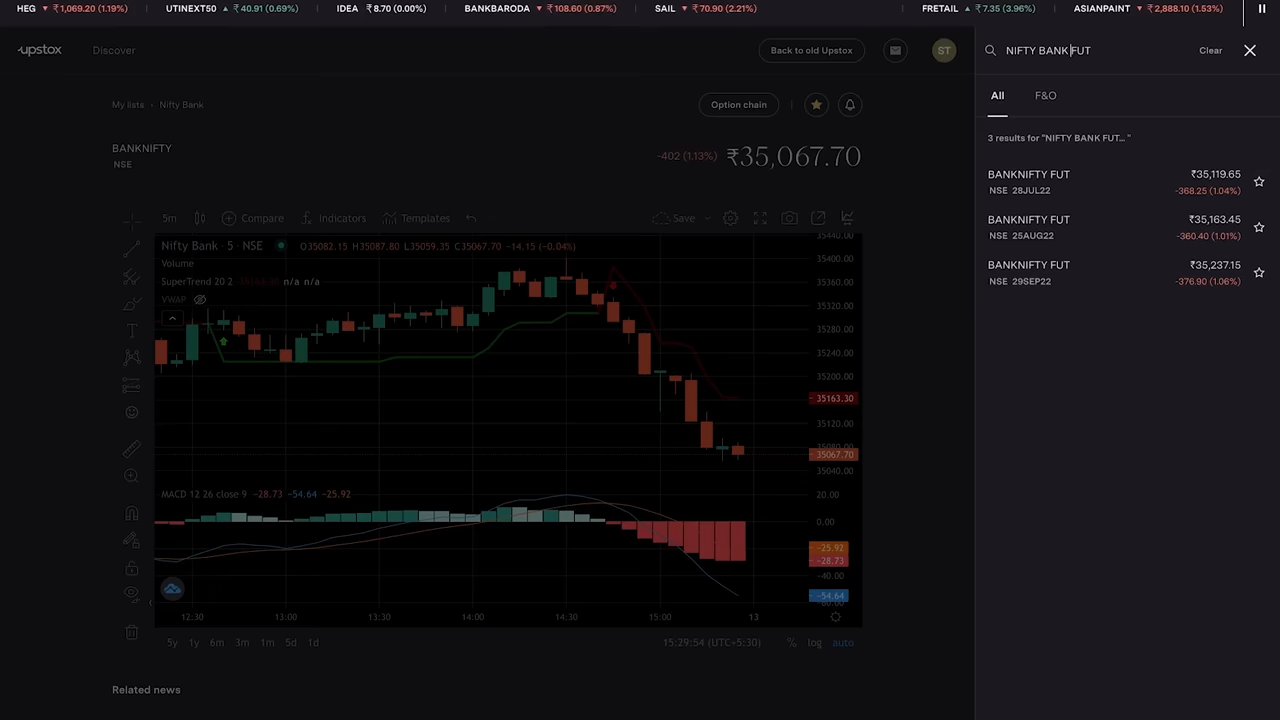 HEG ▼ ₹ 1,069.20 (1.19%) UTINEXT50 ▲ ₹ 40.91 (0.69%) IDEA ₹ 8.70 (0.00%) BANKBARODA ▼ ₹ 108.60 (0.87%) SAIL ▼ ₹ 70.90 (2.21%) FRETAIL ▲ ₹ 7.35 (3.96%) ASIANPAINT ▼ ₹ 2,888.10 (1.53%)
upstox Discover Back to old Upstox ST
NIFTY BANK FUT Clear
All F&O
My lists › Nifty Bank Option chain
3 results for "NIFTY BANK FUT... "
BANKNIFTY
NSE
-402 (1.13%) ₹35,067.70
BANKNIFTY FUT ₹35,119.65
NSE 28JUL22 -368.25 (1.04%)
BANKNIFTY FUT ₹35,163.45
NSE 25AUG22 -360.40 (1.01%)
BANKNIFTY FUT ₹35,237.15
NSE 29SEP22 -376.90 (1.06%)
5m Compare Indicators Templates Save
Nifty Bank · 5 · NSE O35082.15 H35087.80 L35059.35 C35067.70 −14.15 (−0.04%)
Volume
SuperTrend 20 2 35163.30 n/a n/a
VWAP
35440.00
35400.00
35360.00
35320.00
35280.00
35240.00
35200.00
35163.30
35120.00
35080.00
35067.70
35040.00
MACD 12 26 close 9 −28.73 −54.64 −25.92
20.00
0.00
−25.92
−28.73
−40.00
−54.64
12:30 13:00 13:30 14:00 14:30 15:00 13
5y 1y 6m 3m 1m 5d 1d 15:29:54 (UTC+5:30) % log auto
Related news